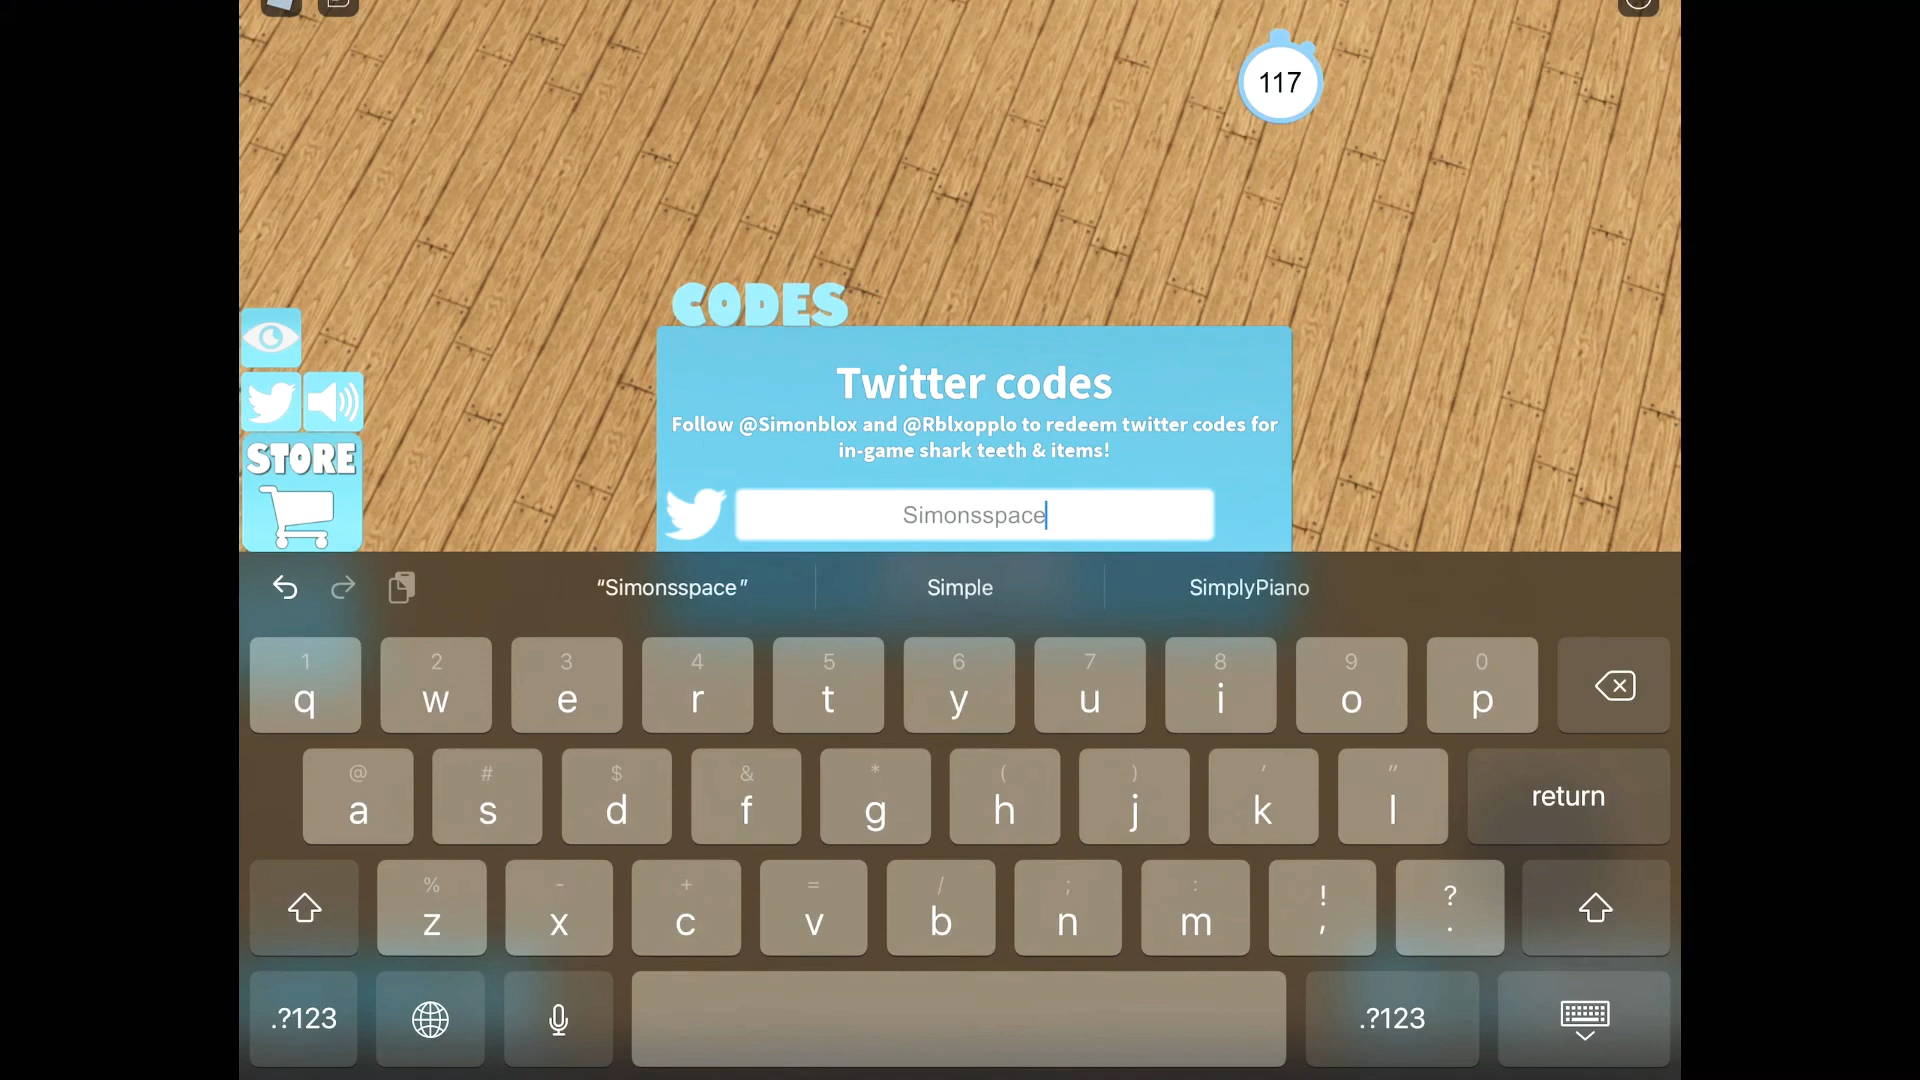 117
CODES
Twitter codes
Follow @Simonblox and @Rblxopplo to redeem twitter codes for
in-game shark teeth & items!
Simonsspace
STORE
“Simonsspace” Simple SimplyPiano
1 2 3 4 5 6 7 8 9 0
q w e r t y u i o p
@ # $ & * ( ) ' "
a s d f g h j k l return
% - + = / ; : ! ?
z x c v b n m , .
.?123 .?123